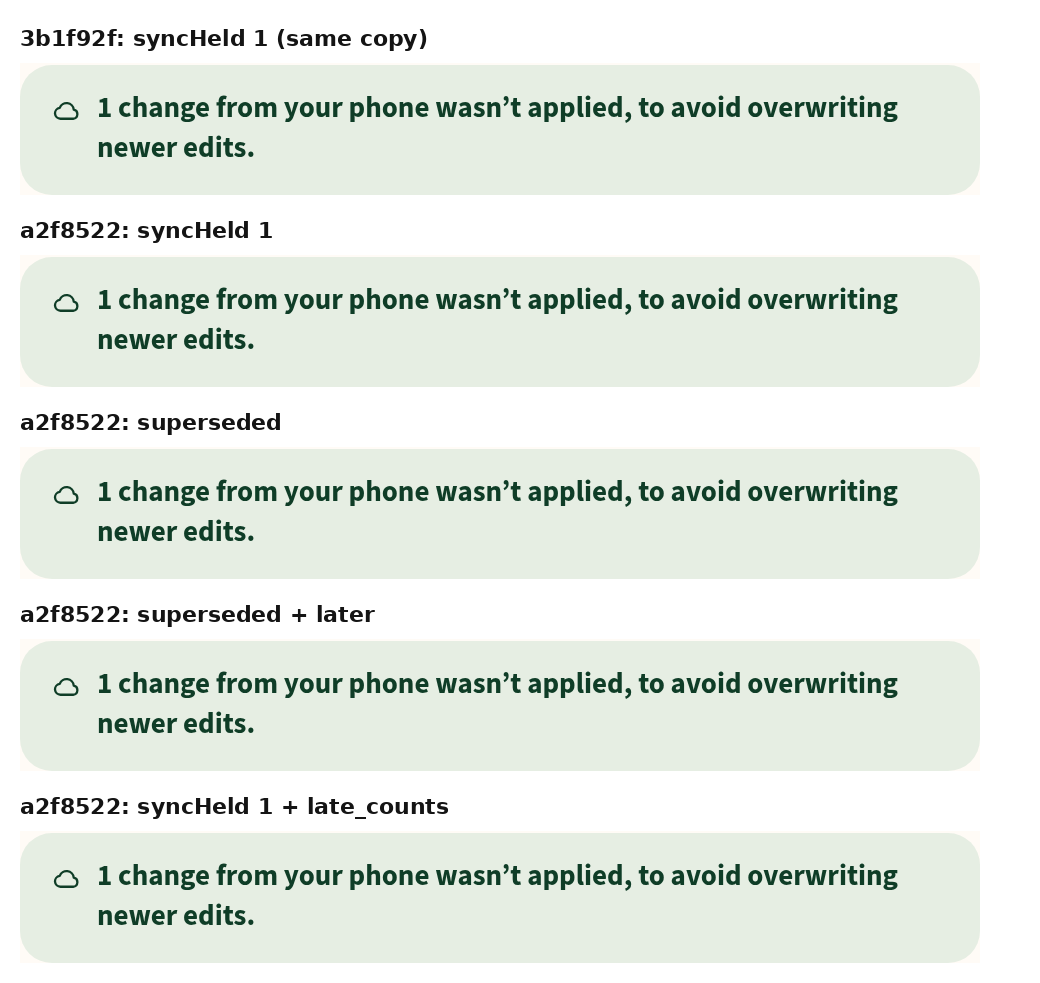 3b1f92f: syncHeld 1 (same copy)
1 change from your phone wasn’t applied, to avoid overwriting
newer edits.
a2f8522: syncHeld 1
1 change from your phone wasn’t applied, to avoid overwriting
newer edits.
a2f8522: superseded
1 change from your phone wasn’t applied, to avoid overwriting
newer edits.
a2f8522: superseded + later
1 change from your phone wasn’t applied, to avoid overwriting
newer edits.
a2f8522: syncHeld 1 + late_counts
1 change from your phone wasn’t applied, to avoid overwriting
newer edits.